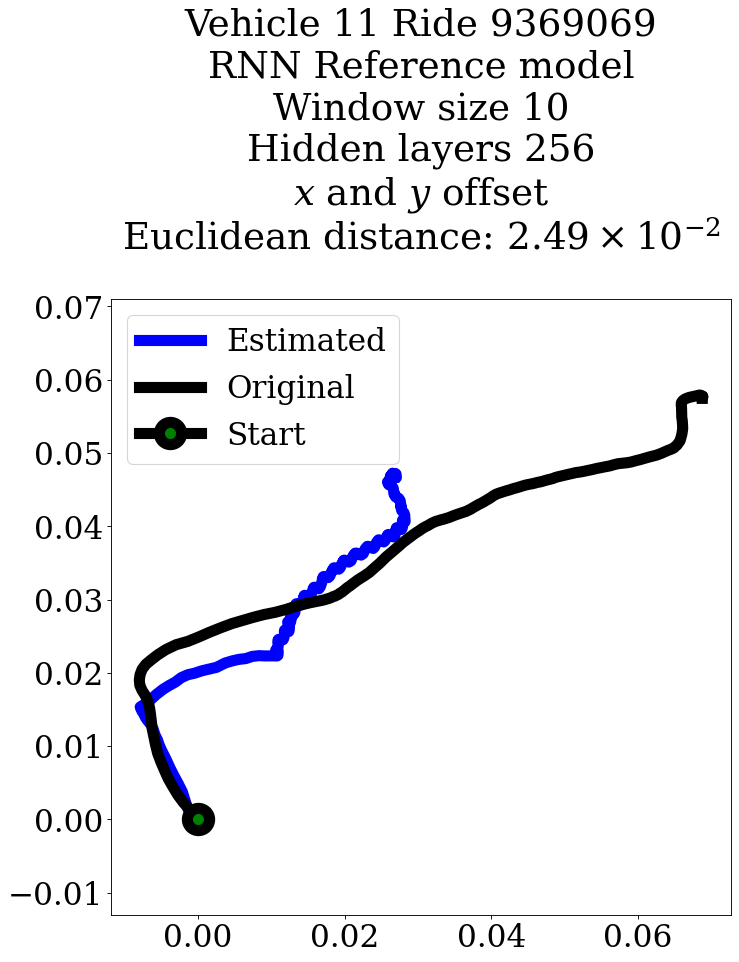 Vehicle 11 Ride 9369069
RNN Reference model
Window size 10
Hidden layers 256
x and y offset
Euclidean distance: 2.49 × 10⁻²
0.07
0.06
0.05
0.04
0.03
0.02
0.01
0.00
−0.01
Estimated
Original
Start
0.00 0.02 0.04 0.06